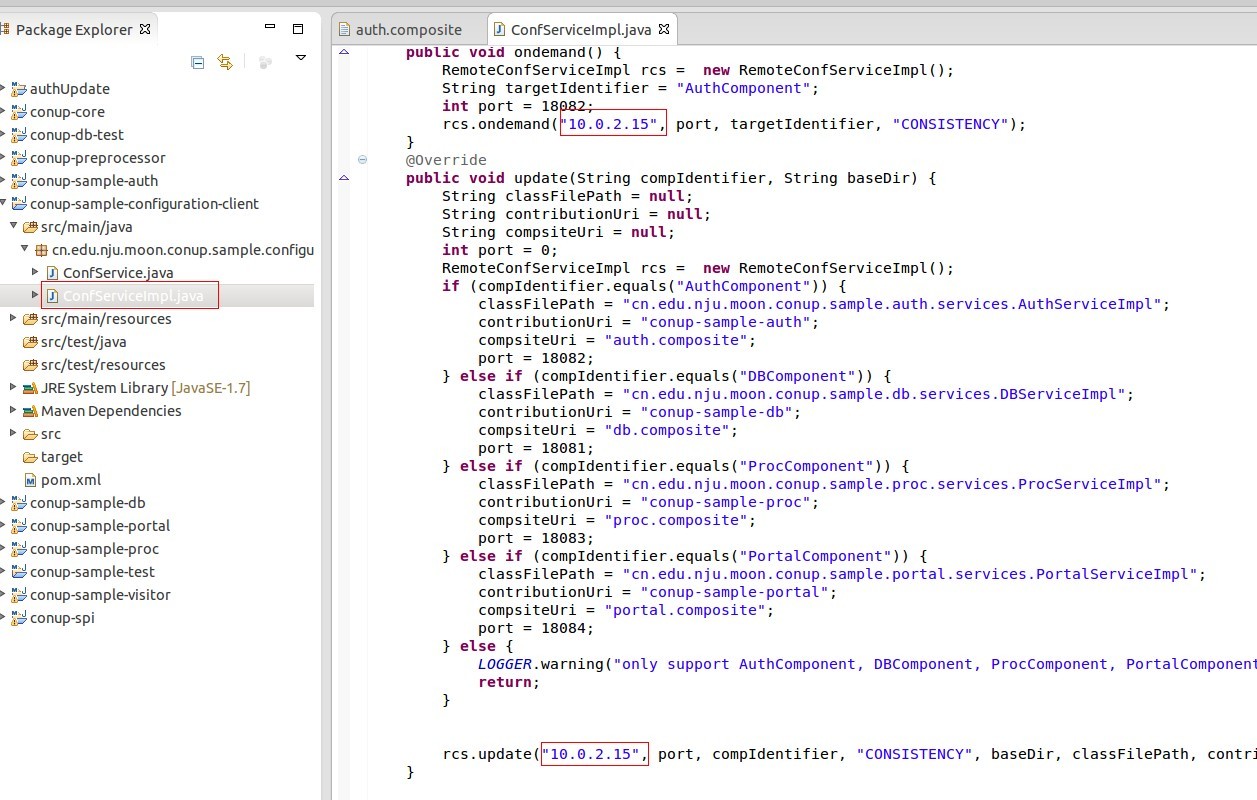 Package Explorer
authUpdate
conup-core
conup-db-test
conup-preprocessor
conup-sample-auth
conup-sample-configuration-client
src/main/java
cn.edu.nju.moon.conup.sample.configu
ConfService.java
ConfServiceImpl.java
src/main/resources
src/test/java
src/test/resources
JRE System Library [JavaSE-1.7]
Maven Dependencies
src
target
pom.xml
conup-sample-db
conup-sample-portal
conup-sample-proc
conup-sample-test
conup-sample-visitor
conup-spi
auth.composite
ConfServiceImpl.java
public void ondemand() {
RemoteConfServiceImpl rcs =  new RemoteConfServiceImpl();
String targetIdentifier = "AuthComponent";
int port = 18082;
rcs.ondemand("10.0.2.15", port, targetIdentifier, "CONSISTENCY");
}
@Override
public void update(String compIdentifier, String baseDir) {
String classFilePath = null;
String contributionUri = null;
String compsiteUri = null;
int port = 0;
RemoteConfServiceImpl rcs =  new RemoteConfServiceImpl();
if (compIdentifier.equals("AuthComponent")) {
classFilePath = "cn.edu.nju.moon.conup.sample.auth.services.AuthServiceImpl";
contributionUri = "conup-sample-auth";
compsiteUri = "auth.composite";
port = 18082;
} else if (compIdentifier.equals("DBComponent")) {
classFilePath = "cn.edu.nju.moon.conup.sample.db.services.DBServiceImpl";
contributionUri = "conup-sample-db";
compsiteUri = "db.composite";
port = 18081;
} else if (compIdentifier.equals("ProcComponent")) {
classFilePath = "cn.edu.nju.moon.conup.sample.proc.services.ProcServiceImpl";
contributionUri = "conup-sample-proc";
compsiteUri = "proc.composite";
port = 18083;
} else if (compIdentifier.equals("PortalComponent")) {
classFilePath = "cn.edu.nju.moon.conup.sample.portal.services.PortalServiceImpl";
contributionUri = "conup-sample-portal";
compsiteUri = "portal.composite";
port = 18084;
} else {
LOGGER.warning("only support AuthComponent, DBComponent, ProcComponent, PortalComponent
return;
}
rcs.update("10.0.2.15", port, compIdentifier, "CONSISTENCY", baseDir, classFilePath, contri
}